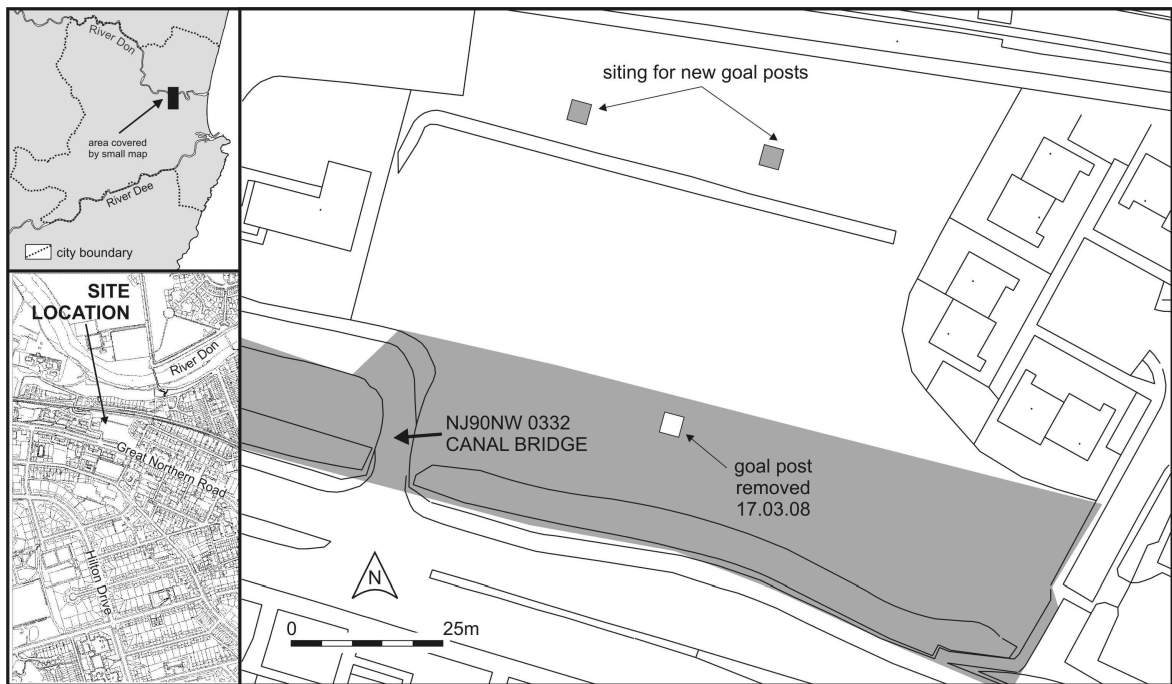 River Don
area covered
by small map
River Dee
city boundary
SITE
LOCATION
River Don
Great Northern Road
Hilton Drive
siting for new goal posts
NJ90NW 0332
CANAL BRIDGE
goal post
removed
17.03.08
N
0 25m